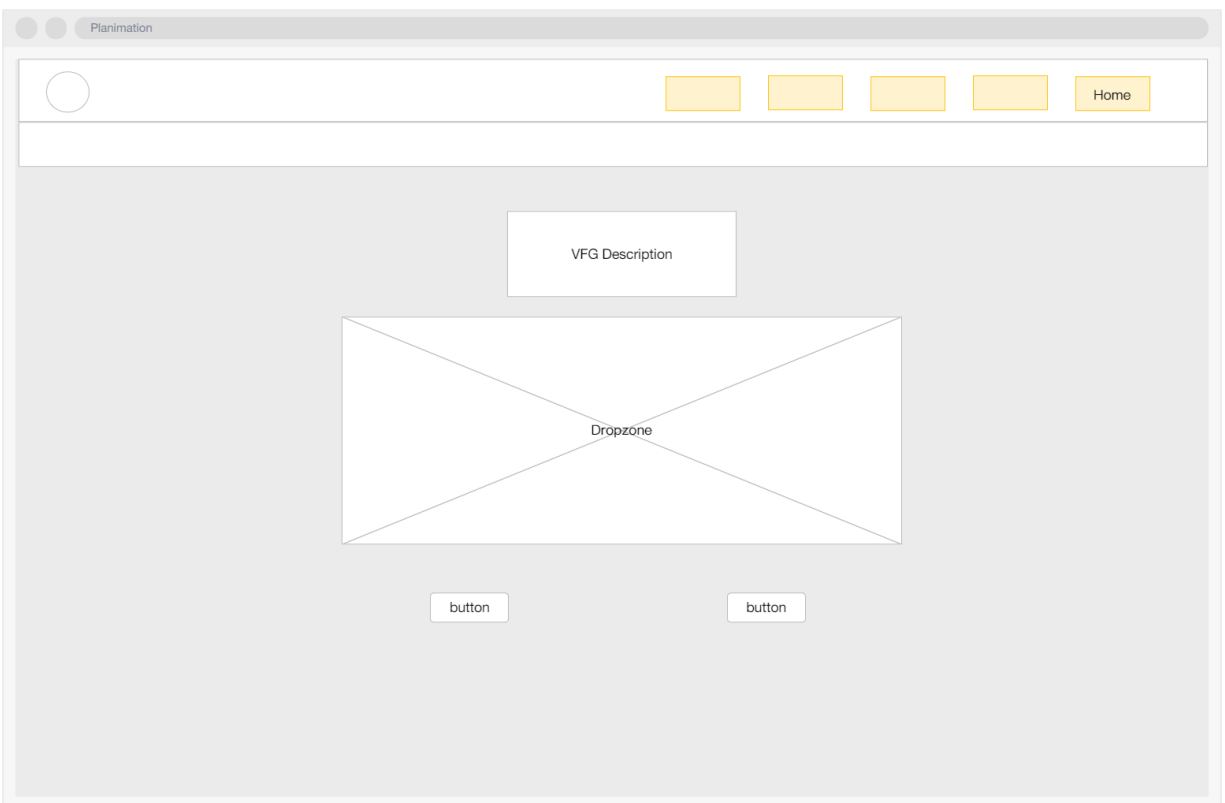 Planimation
Home
VFG Description
Dropzone
button
button